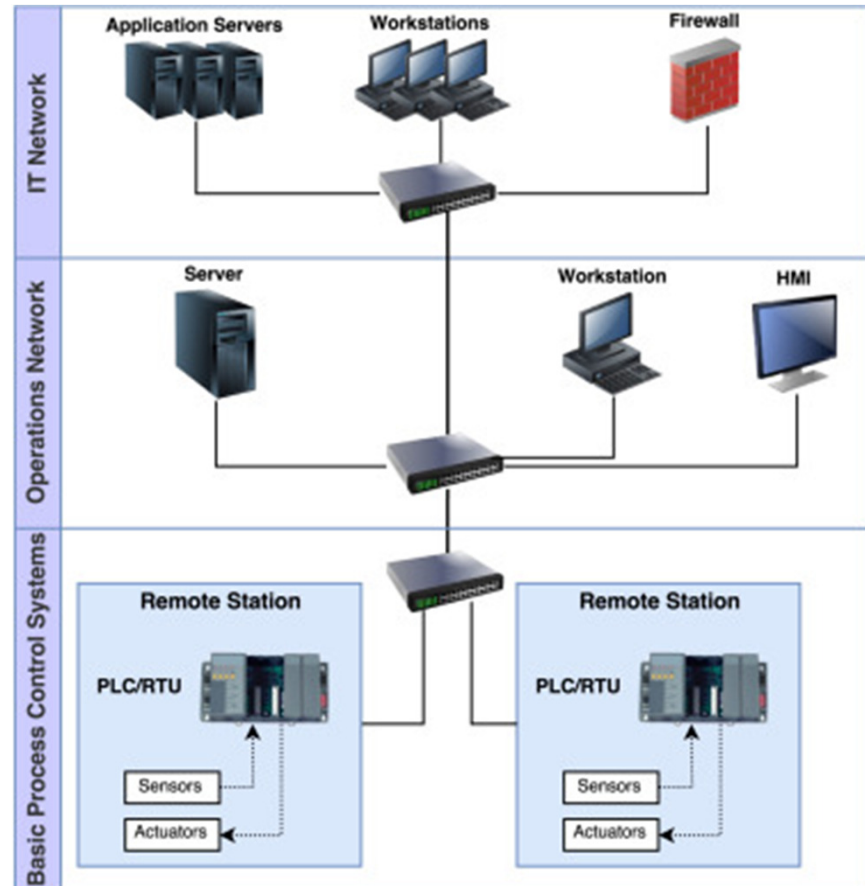 IT Network
Application Servers
Workstations
Firewall
Operations Network
Server
Workstation
HMI
Basic Process Control Systems
Remote Station
PLC/RTU
Sensors
Actuators
Remote Station
PLC/RTU
Sensors
Actuators